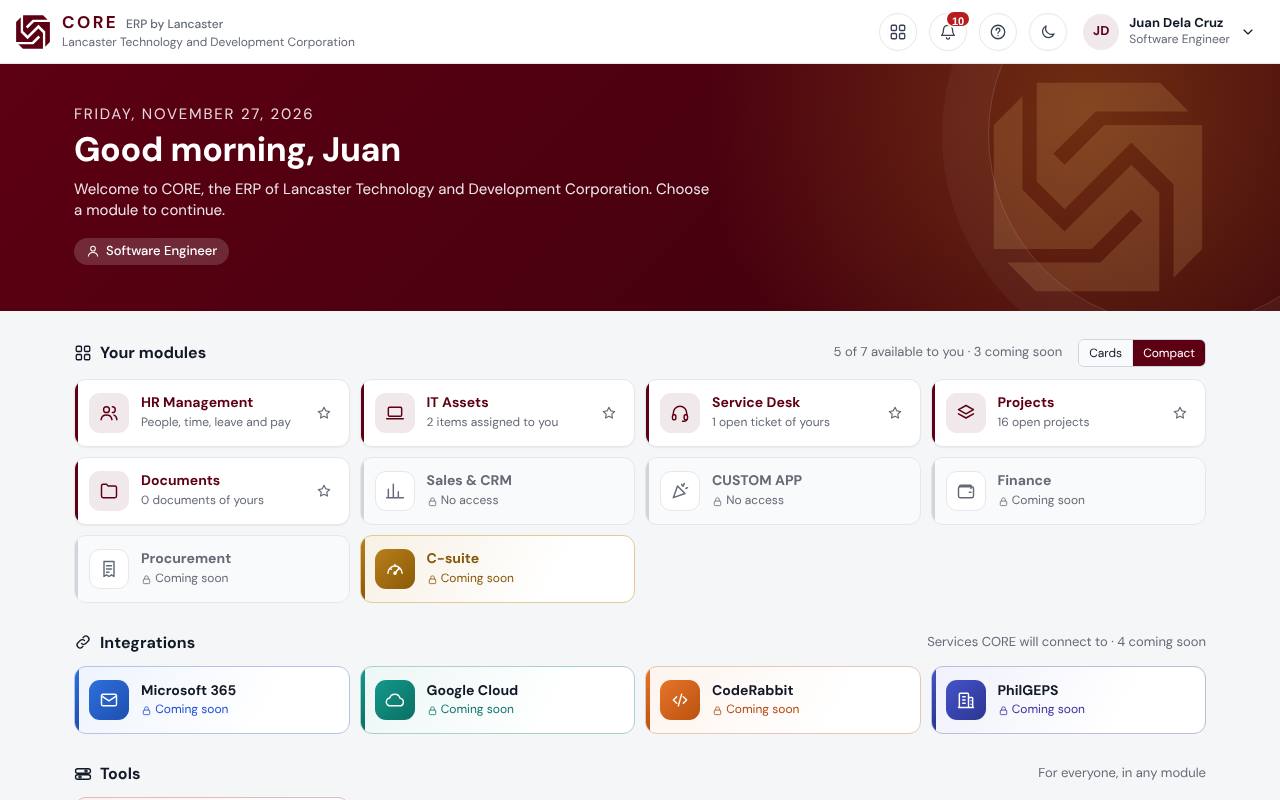 CORE ERP by Lancaster
Lancaster Technology and Development Corporation
10
JD
Juan Dela Cruz
Software Engineer
FRIDAY, NOVEMBER 27, 2026
Good morning, Juan
Welcome to CORE, the ERP of Lancaster Technology and Development Corporation. Choose
a module to continue.
Software Engineer
Your modules
5 of 7 available to you · 3 coming soon
Cards
Compact
HR Management
People, time, leave and pay
IT Assets
2 items assigned to you
Service Desk
1 open ticket of yours
Projects
16 open projects
Documents
0 documents of yours
Sales & CRM
No access
CUSTOM APP
No access
Finance
Coming soon
Procurement
Coming soon
C-suite
Coming soon
Integrations
Services CORE will connect to · 4 coming soon
Microsoft 365
Coming soon
Google Cloud
Coming soon
CodeRabbit
Coming soon
PhilGEPS
Coming soon
Tools
For everyone, in any module